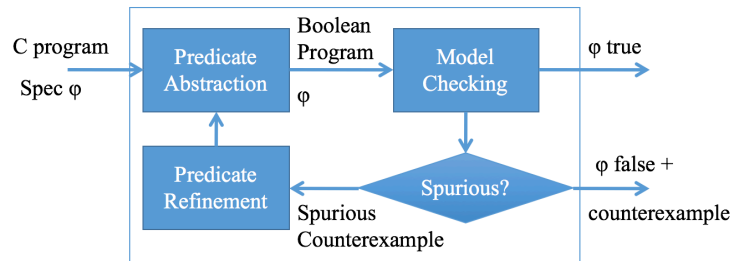 C program
Spec φ
Predicate
Abstraction
Boolean
Program
φ
Model
Checking
φ true
Predicate
Refinement
Spurious
Counterexample
Spurious?
φ false +
counterexample